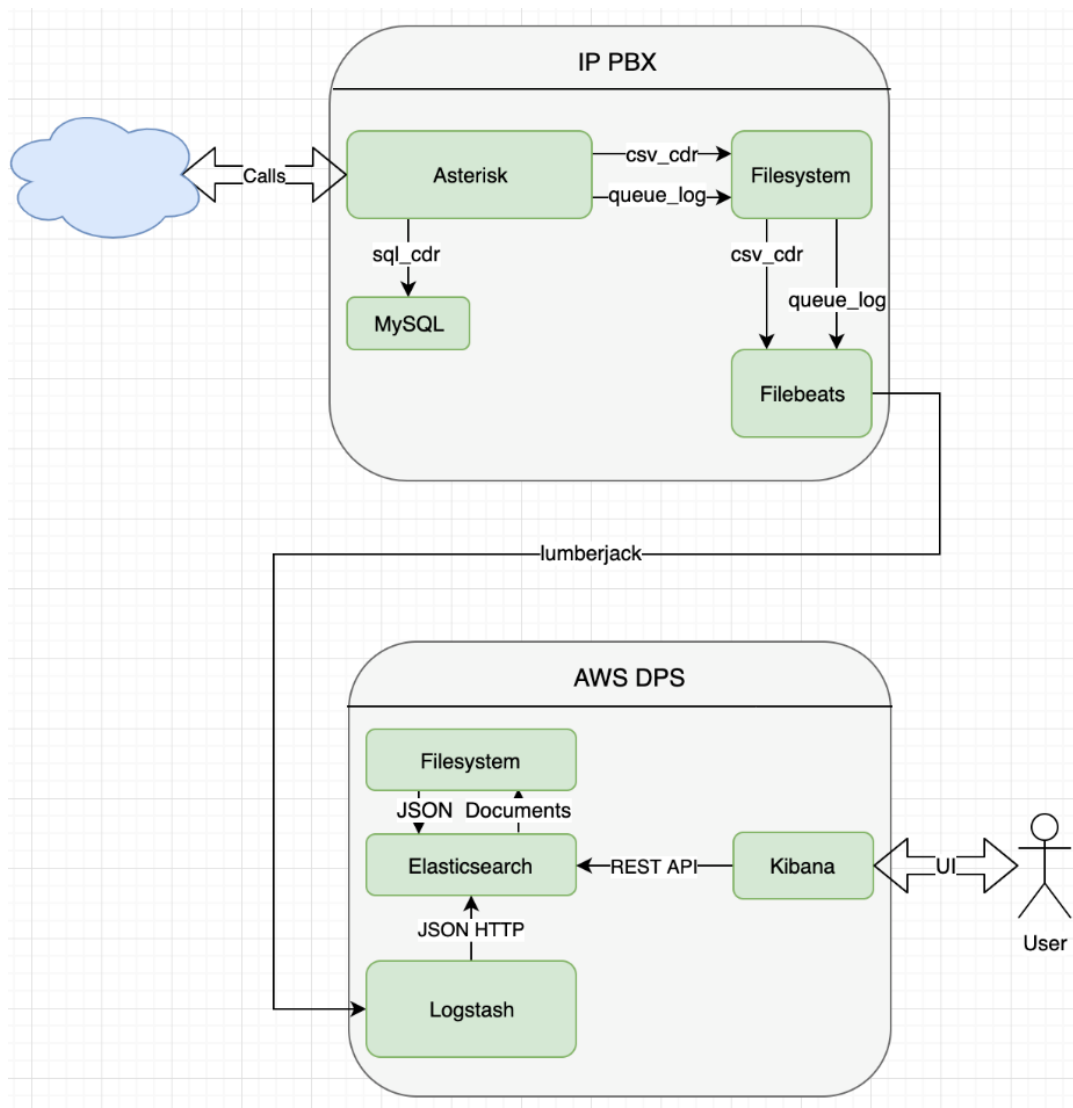 IP PBX
Calls
Asterisk
csv_cdr
queue_log
Filesystem
sql_cdr
MySQL
csv_cdr
queue_log
Filebeats
lumberjack
AWS DPS
Filesystem
JSON
Documents
Elasticsearch
REST API
Kibana
UI
User
JSON HTTP
Logstash